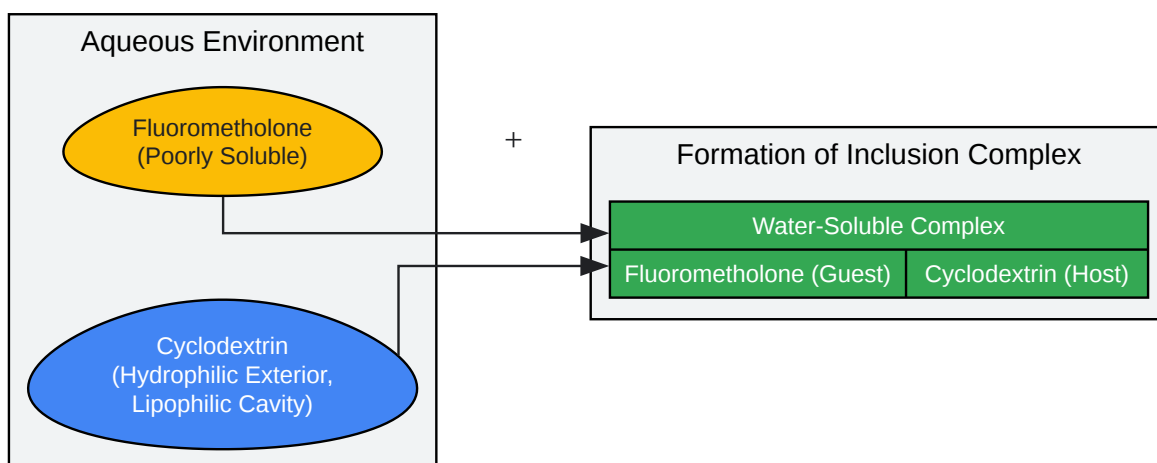 Aqueous Environment
Fluorometholone
(Poorly Soluble)
Cyclodextrin
(Hydrophilic Exterior,
Lipophilic Cavity)
+
Formation of Inclusion Complex
Water-Soluble Complex
Fluorometholone (Guest)
Cyclodextrin (Host)